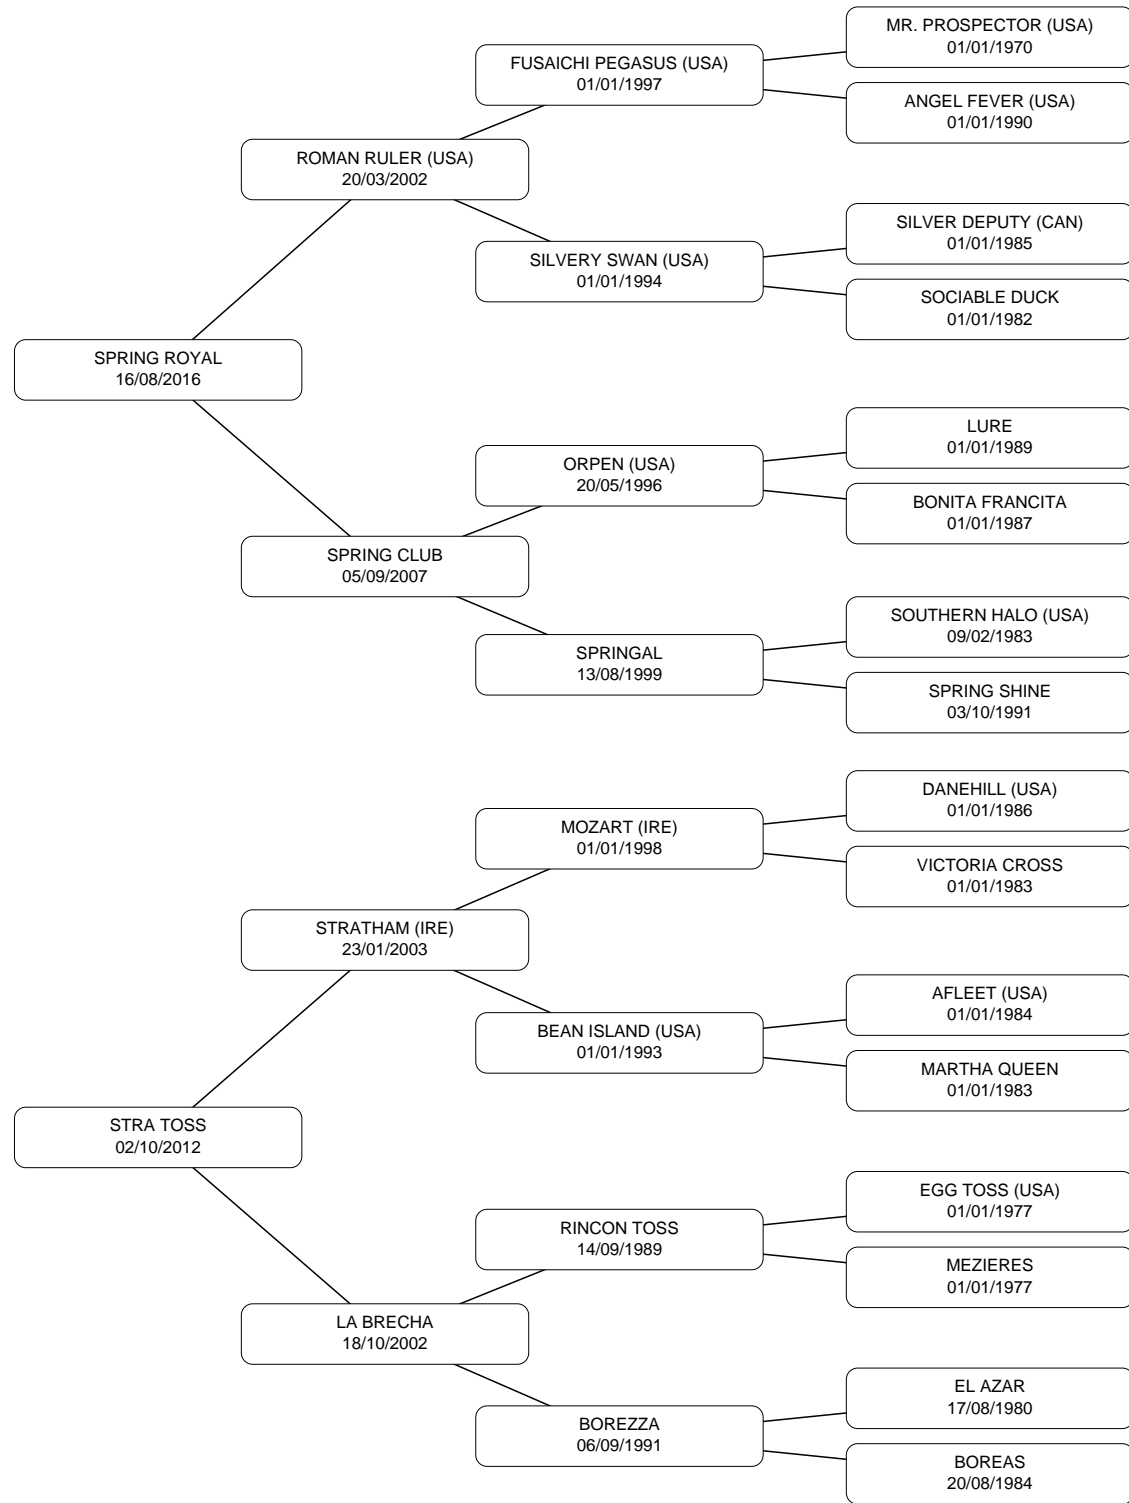 MR. PROSPECTOR (USA)
01/01/1970
FUSAICHI PEGASUS (USA)
01/01/1997
ANGEL FEVER (USA)
01/01/1990
ROMAN RULER (USA)
20/03/2002
SILVER DEPUTY (CAN)
01/01/1985
SILVERY SWAN (USA)
01/01/1994
SOCIABLE DUCK
01/01/1982
SPRING ROYAL
16/08/2016
LURE
01/01/1989
ORPEN (USA)
20/05/1996
BONITA FRANCITA
01/01/1987
SPRING CLUB
05/09/2007
SOUTHERN HALO (USA)
09/02/1983
SPRINGAL
13/08/1999
SPRING SHINE
03/10/1991
DANEHILL (USA)
01/01/1986
MOZART (IRE)
01/01/1998
VICTORIA CROSS
01/01/1983
STRATHAM (IRE)
23/01/2003
AFLEET (USA)
01/01/1984
BEAN ISLAND (USA)
01/01/1993
MARTHA QUEEN
01/01/1983
STRA TOSS
02/10/2012
EGG TOSS (USA)
01/01/1977
RINCON TOSS
14/09/1989
MEZIERES
01/01/1977
LA BRECHA
18/10/2002
EL AZAR
17/08/1980
BOREZZA
06/09/1991
BOREAS
20/08/1984